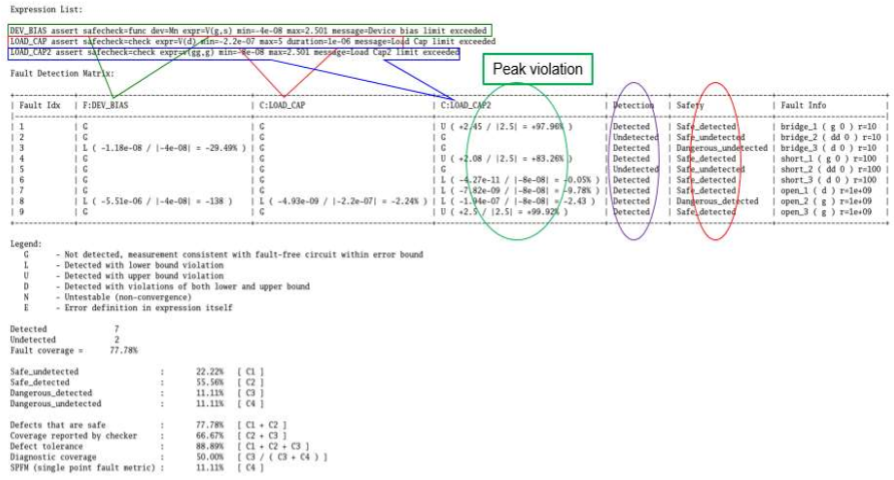 Expression List:
DEV_BIAS assert safecheck=func dev=Mn expr=V(g,s) min=-4e-08 max=2.501 message=Device bias limit exceeded
LOAD_CAP assert safecheck=check expr=V(d) min=-2.2e-07 max=5 duration=1e-06 message=Load Cap limit exceeded
LOAD_CAP2 assert safecheck=check expr=V(gg,g) min=-8e-08 max=2.501 message=Load Cap2 limit exceeded
Peak violation
Fault Detection Matrix:
| Fault Idx | F:DEV_BIAS | C:LOAD_CAP | C:LOAD_CAP2 | Detection | Safety | Fault Info |
| 1 | G | G | U ( +2.45 / |2.5| = +97.96% ) | Detected | Safe_detected | bridge_1 ( g 0 ) r=10 |
| 2 | G | G | G | Undetected | Safe_undetected | bridge_2 ( dd 0 ) r=10 |
| 3 | L ( -1.18e-08 / |-4e-08| = -29.49% ) | G | G | Detected | Dangerous_undetected | bridge_3 ( d 0 ) r=10 |
| 4 | G | G | U ( +2.08 / |2.5| = +83.26% ) | Detected | Safe_detected | short_1 ( g 0 ) r=100 |
| 5 | G | G | G | Undetected | Safe_undetected | short_2 ( dd 0 ) r=100 |
| 6 | G | G | L ( -4.27e-11 / |-8e-08| = -0.05% ) | Detected | Safe_detected | short_3 ( d 0 ) r=100 |
| 7 | G | G | L ( -7.82e-09 / |-8e-08| = -9.78% ) | Detected | Safe_detected | open_1 ( d ) r=1e+09 |
| 8 | L ( -5.51e-06 / |-4e-08| = -138 ) | L ( -4.93e-09 / |-2.2e-07| = -2.24% ) | L ( -1.94e-07 / |-8e-08| = -2.43 ) | Detected | Dangerous_detected | open_2 ( g ) r=1e+09 |
| 9 | G | G | U ( +2.5 / |2.5| = +99.92% ) | Detected | Safe_detected | open_3 ( g ) r=1e+09 |
Legend:
G - Not detected, measurement consistent with fault-free circuit within error bound
L - Detected with lower bound violation
U - Detected with upper bound violation
D - Detected with violations of both lower and upper bound
N - Untestable (non-convergence)
E - Error definition in expression itself
Detected 7
Undetected 2
Fault coverage = 77.78%
Safe_undetected : 22.22% [ C1 ]
Safe_detected : 55.56% [ C2 ]
Dangerous_detected : 11.11% [ C3 ]
Dangerous_undetected : 11.11% [ C4 ]
Defects that are safe : 77.78% [ C1 + C2 ]
Coverage reported by checker : 66.67% [ C2 + C3 ]
Defect tolerance : 88.89% [ C1 + C2 + C3 ]
Diagnostic coverage : 50.00% [ C3 / ( C3 + C4 ) ]
SPFM (single point fault metric) : 11.11% [ C4 ]